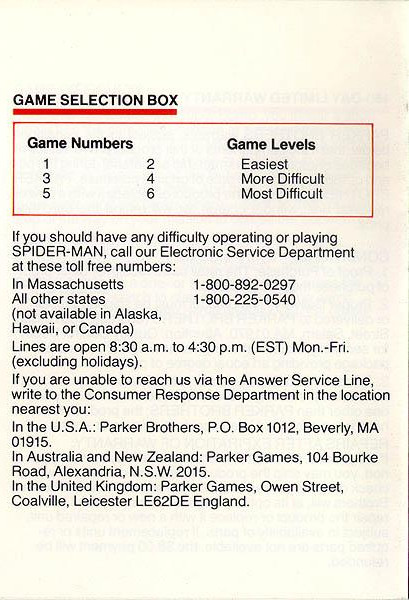 GAME SELECTION BOX
Game Numbers Game Levels
1 2 Easiest
3 4 More Difficult
5 6 Most Difficult
If you should have any difficulty operating or playing
SPIDER-MAN, call our Electronic Service Department
at these toll free numbers:
In Massachusetts 1-800-892-0297
All other states 1-800-225-0540
(not available in Alaska,
Hawaii, or Canada)
Lines are open 8:30 a.m. to 4:30 p.m. (EST) Mon.-Fri.
(excluding holidays).
If you are unable to reach us via the Answer Service Line,
write to the Consumer Response Department in the location
nearest you:
In the U.S.A.: Parker Brothers, P.O. Box 1012, Beverly, MA
01915.
In Australia and New Zealand: Parker Games, 104 Bourke
Road, Alexandria, N.S.W. 2015.
In the United Kingdom: Parker Games, Owen Street,
Coalville, Leicester LE62DE England.